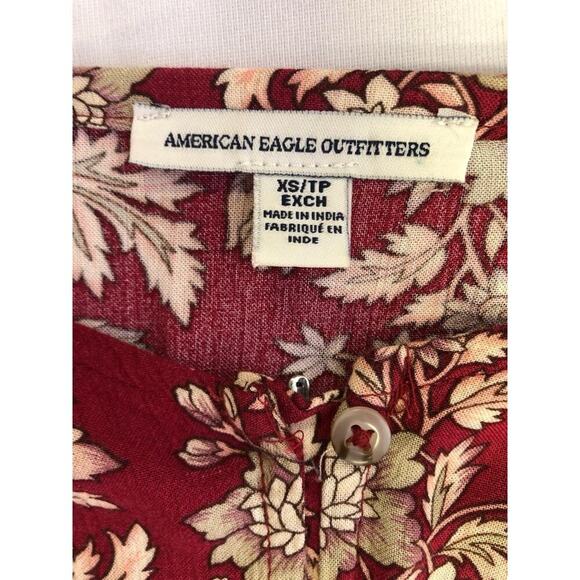 AMERICAN EAGLE OUTFITTERS
XS/TP
EXCH
MADE IN INDIA
FABRIQUÉ EN
INDE